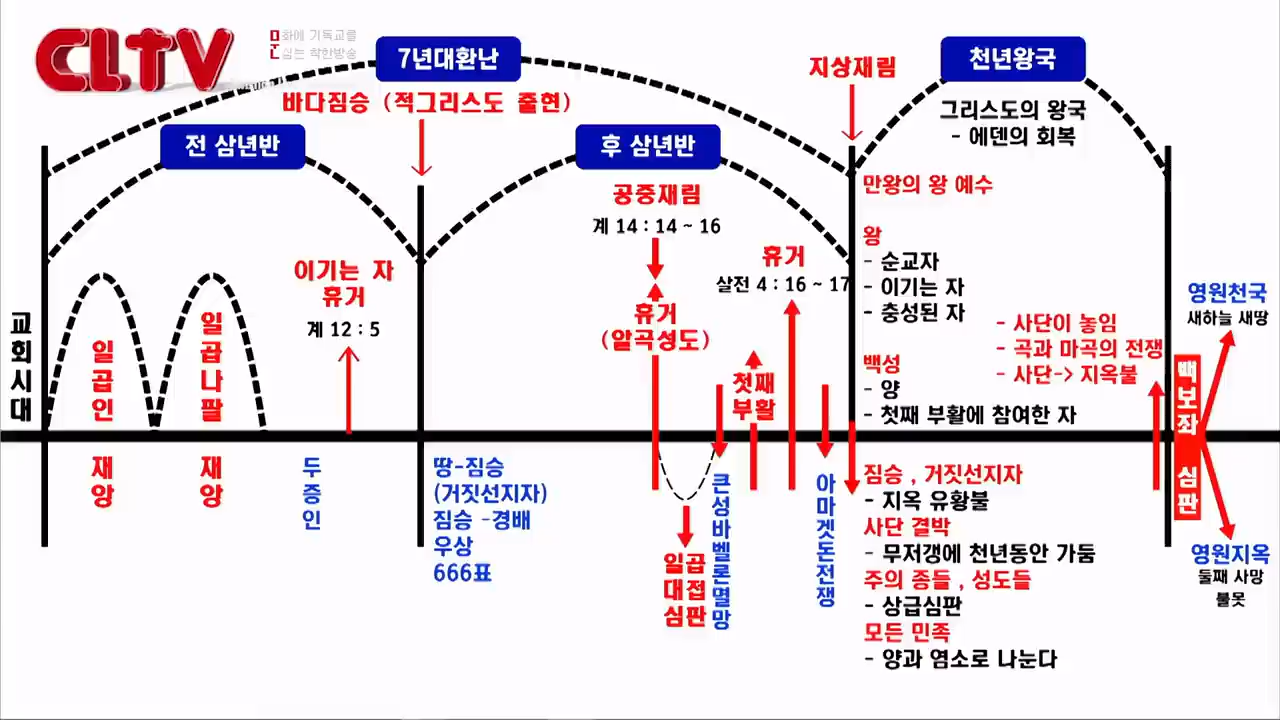 CLTV
문화에 기독교를
심는 착한방송
7년대환난
천년왕국
지상재림
바다짐승 (적그리스도 출현)
그리스도의 왕국
- 에덴의 회복
전 삼년반
후 삼년반
공중재림
계 14 : 14 ~ 16
만왕의 왕 예수
왕
- 순교자
- 이기는 자
- 충성된 자
휴거
살전 4 : 16 ~ 17
이기는 자
휴거
계 12 : 5
휴거
(알곡성도)
첫째
부활
교회시대
일곱인
재앙
일곱나팔
재앙
- 사단이 놓임
- 곡과 마곡의 전쟁
- 사단-> 지옥불
백성
- 양
- 첫째 부활에 참여한 자
백보좌 심판
영원천국
새하늘 새땅
두증인
땅-짐승
(거짓선지자)
짐승 -경배
우상
666표
일곱
대접
심판
큰성바벨론멸망
아마겟돈전쟁
짐승 , 거짓선지자
- 지옥 유황불
사단 결박
- 무저갱에 천년동안 가둠
주의 종들 , 성도들
- 상급심판
모든 민족
- 양과 염소로 나눈다
영원지옥
둘째 사망
불못